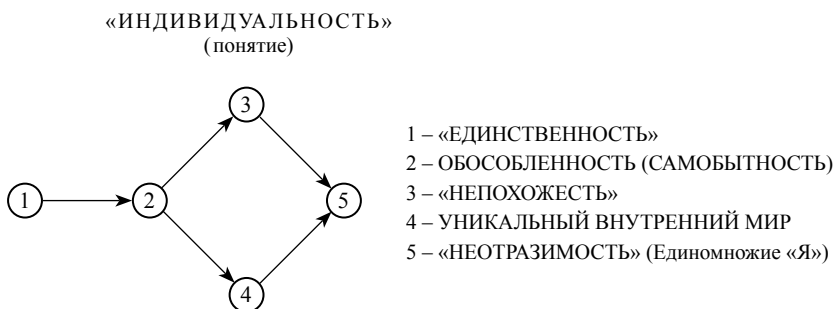 «ИНДИВИДУАЛЬНОСТЬ»
(понятие)
3
1
2
5
4
1 – «ЕДИНСТВЕННОСТЬ»
2 – ОБОСОБЛЕННОСТЬ (САМОБЫТНОСТЬ)
3 – «НЕПОХОЖЕСТЬ»
4 – УНИКАЛЬНЫЙ ВНУТРЕННИЙ МИР
5 – «НЕОТРАЗИМОСТЬ» (Единомножие «Я»)